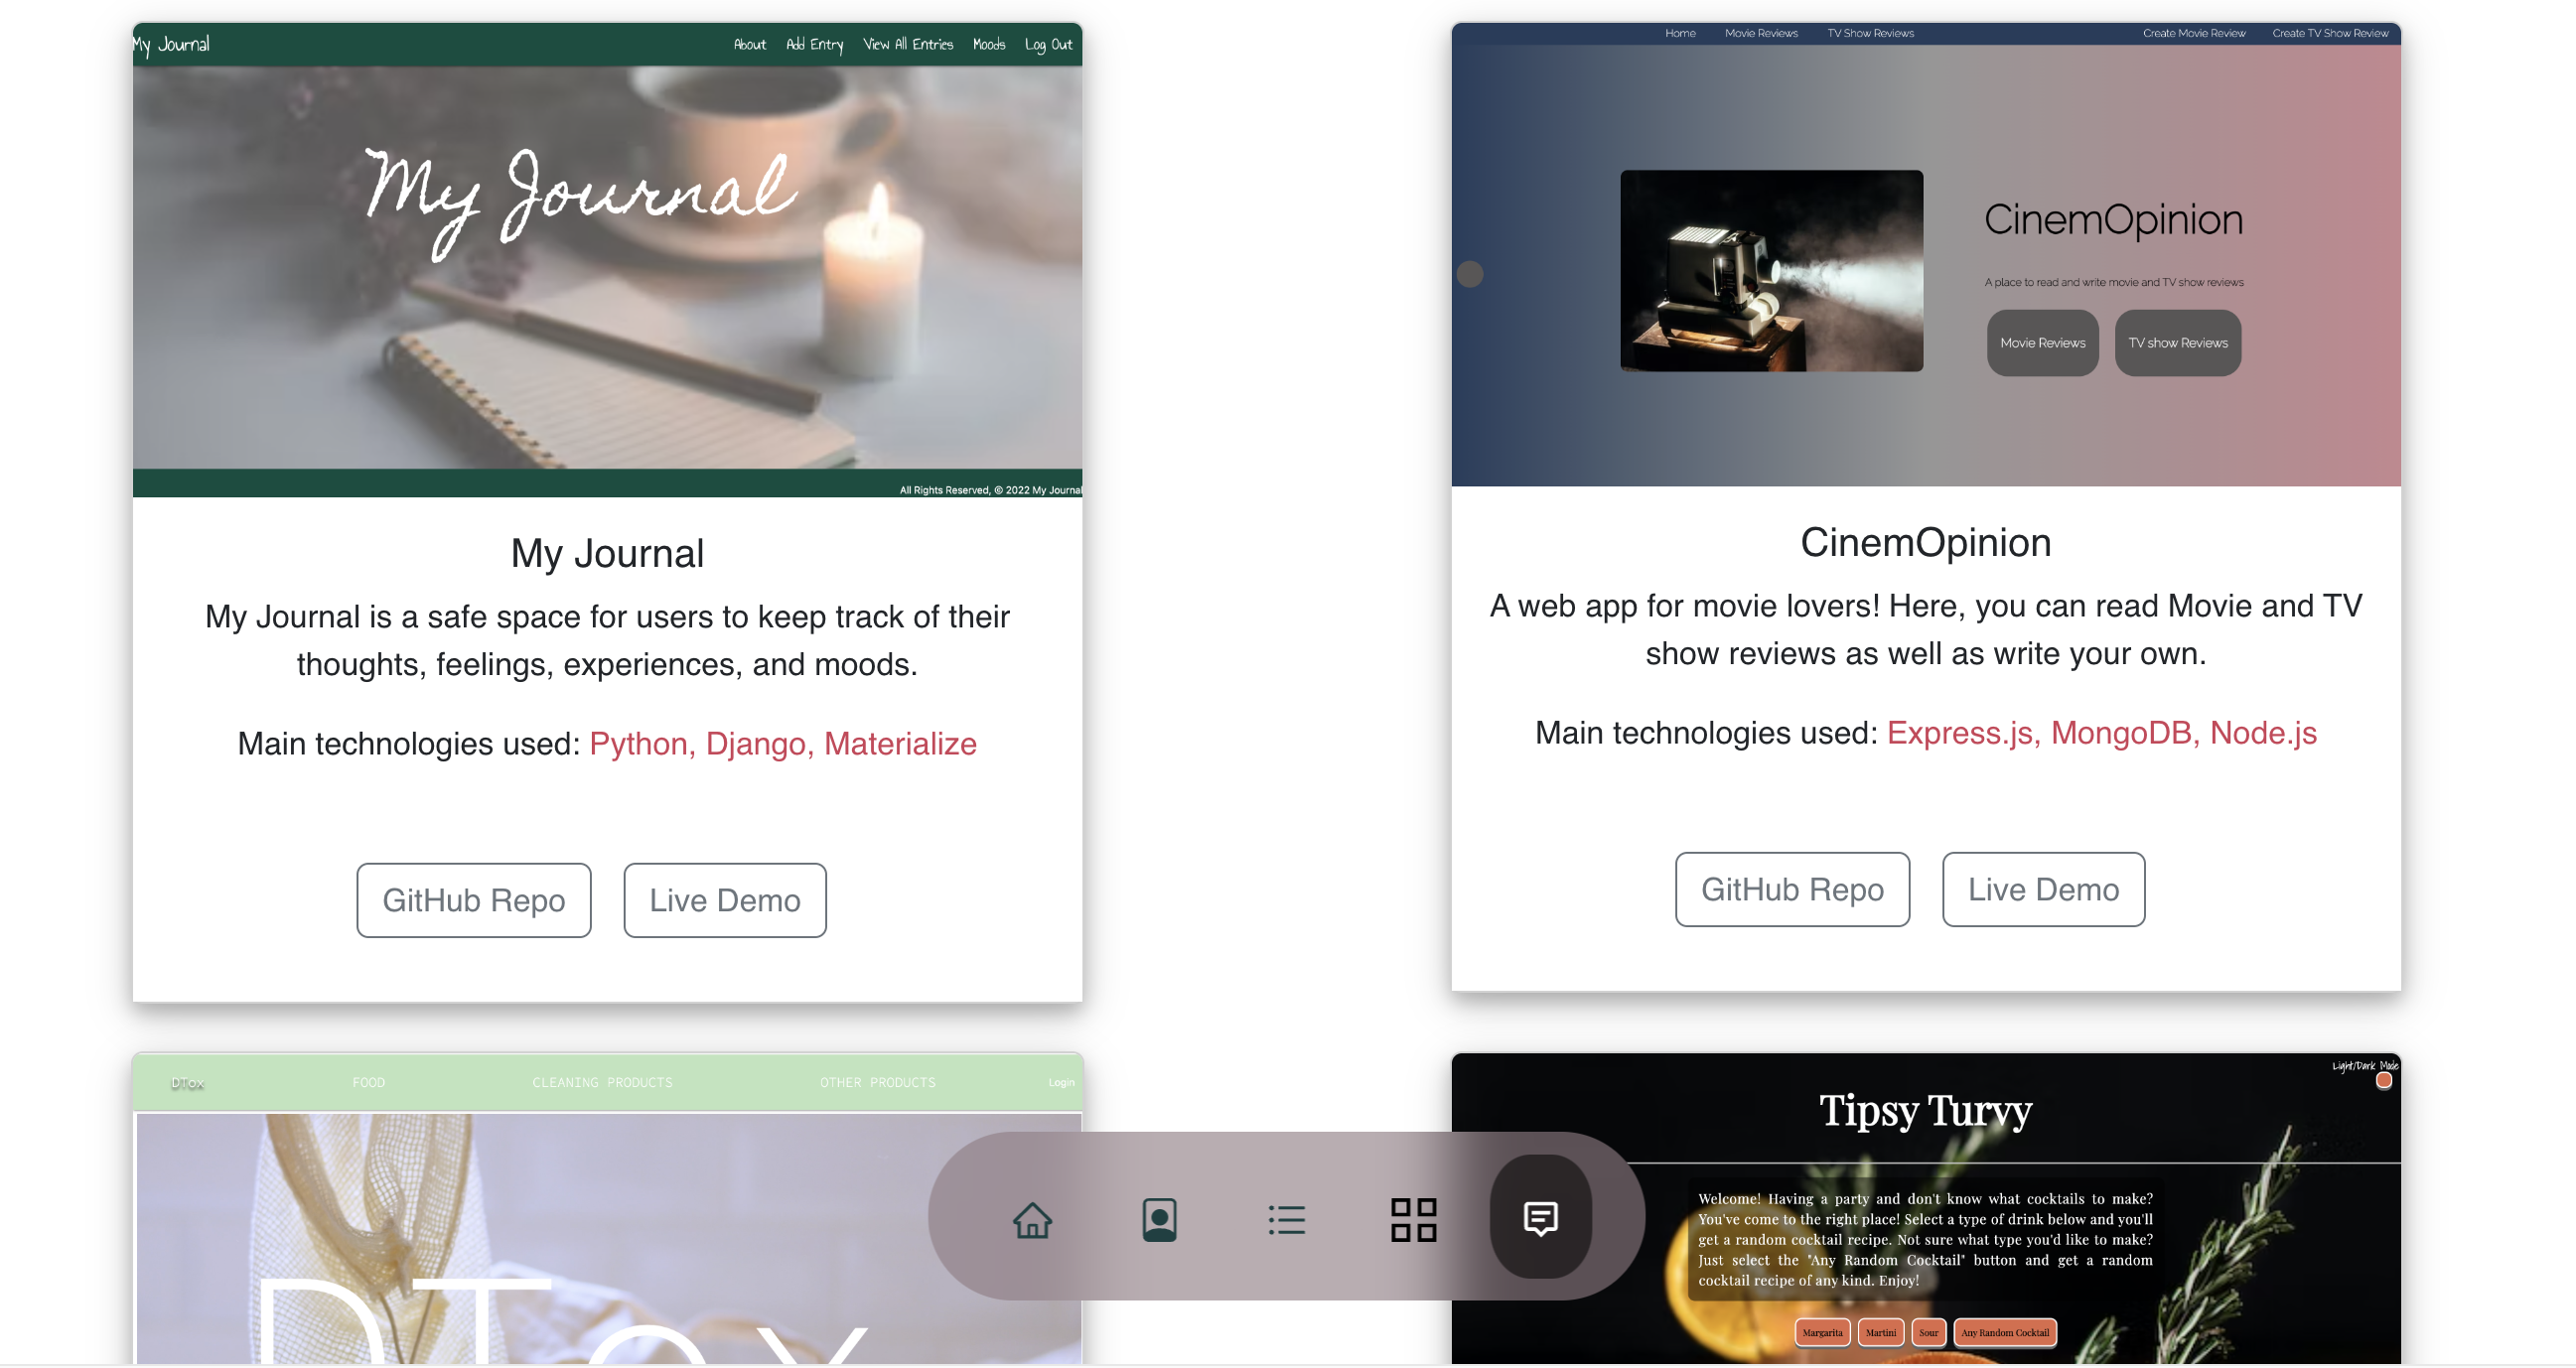 My Journal
About Add Entry View All Entries Moods Log Out
My Journal
All Rights Reserved, © 2022 My Journal
My Journal
My Journal is a safe space for users to keep track of their
thoughts, feelings, experiences, and moods.
Main technologies used: Python, Django, Materialize
GitHub Repo Live Demo
Home Movie Reviews TV Show Reviews Create Movie Review Create TV Show Review
CinemOpinion
A place to read and write movie and TV show reviews
Movie Reviews TV show Reviews
CinemOpinion
A web app for movie lovers! Here, you can read Movie and TV
show reviews as well as write your own.
Main technologies used: Express.js, MongoDB, Node.js
GitHub Repo Live Demo
DTox FOOD CLEANING PRODUCTS OTHER PRODUCTS Login
DTox
Light/Dark Mode
Tipsy Turvy
Welcome! Having a party and don't know what cocktails to make?
You've come to the right place! Select a type of drink below and you'll
get a random cocktail recipe. Not sure what type you'd like to make?
Just select the "Any Random Cocktail" button and get a random
cocktail recipe of any kind. Enjoy!
Margarita Martini Sour Any Random Cocktail